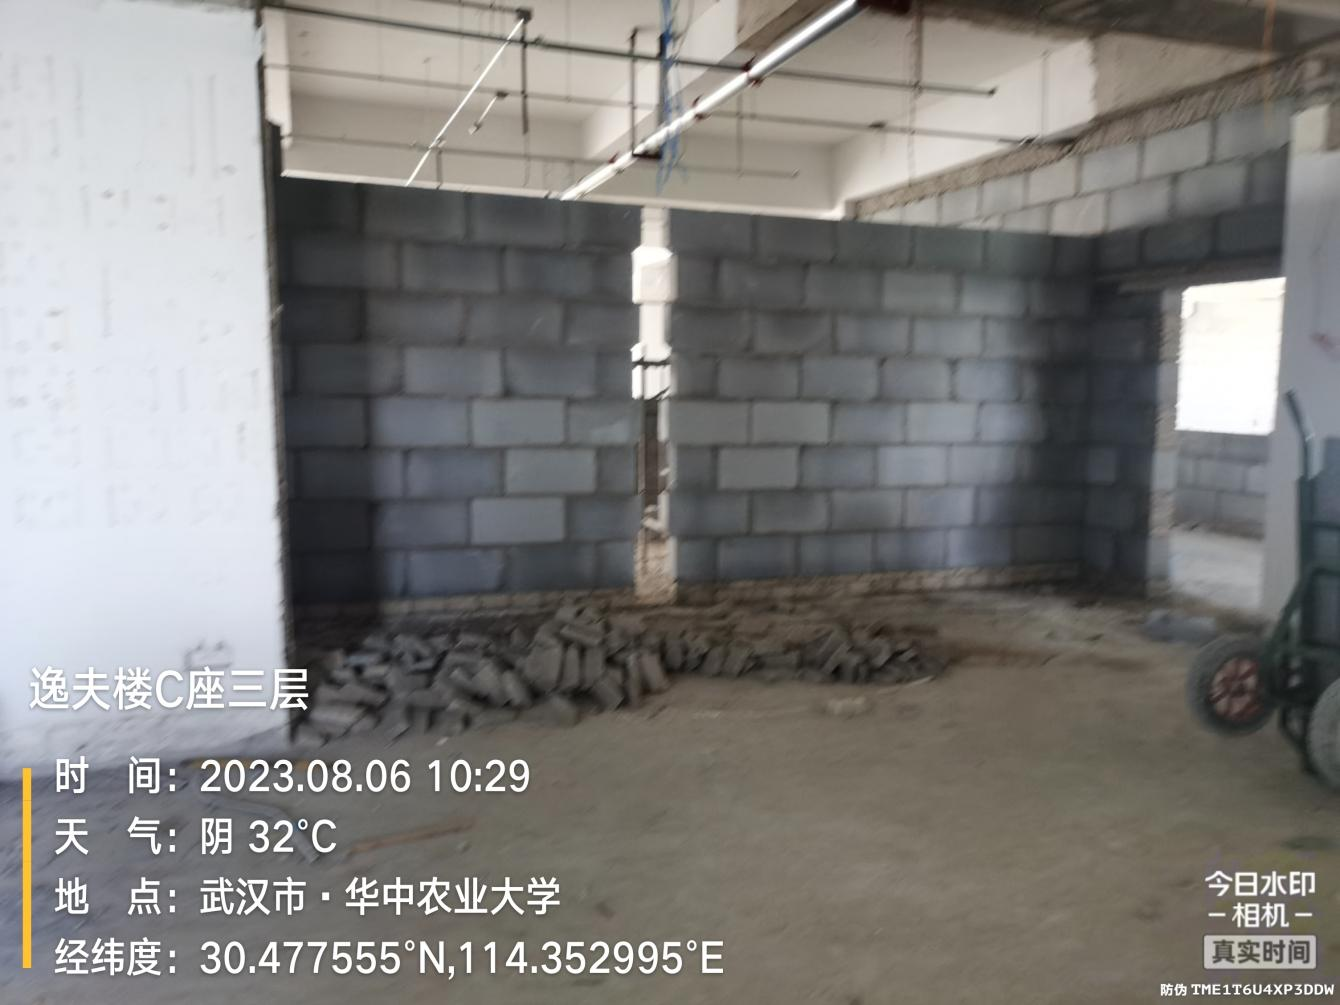 逸夫楼C座三层
时 间：2023.08.06 10:29
天 气：阴 32°C
地 点：武汉市·华中农业大学
经纬度：30.477555°N,114.352995°E
今日水印
-相机-
真实时间
防伪 TME1T6U4XP3DDW